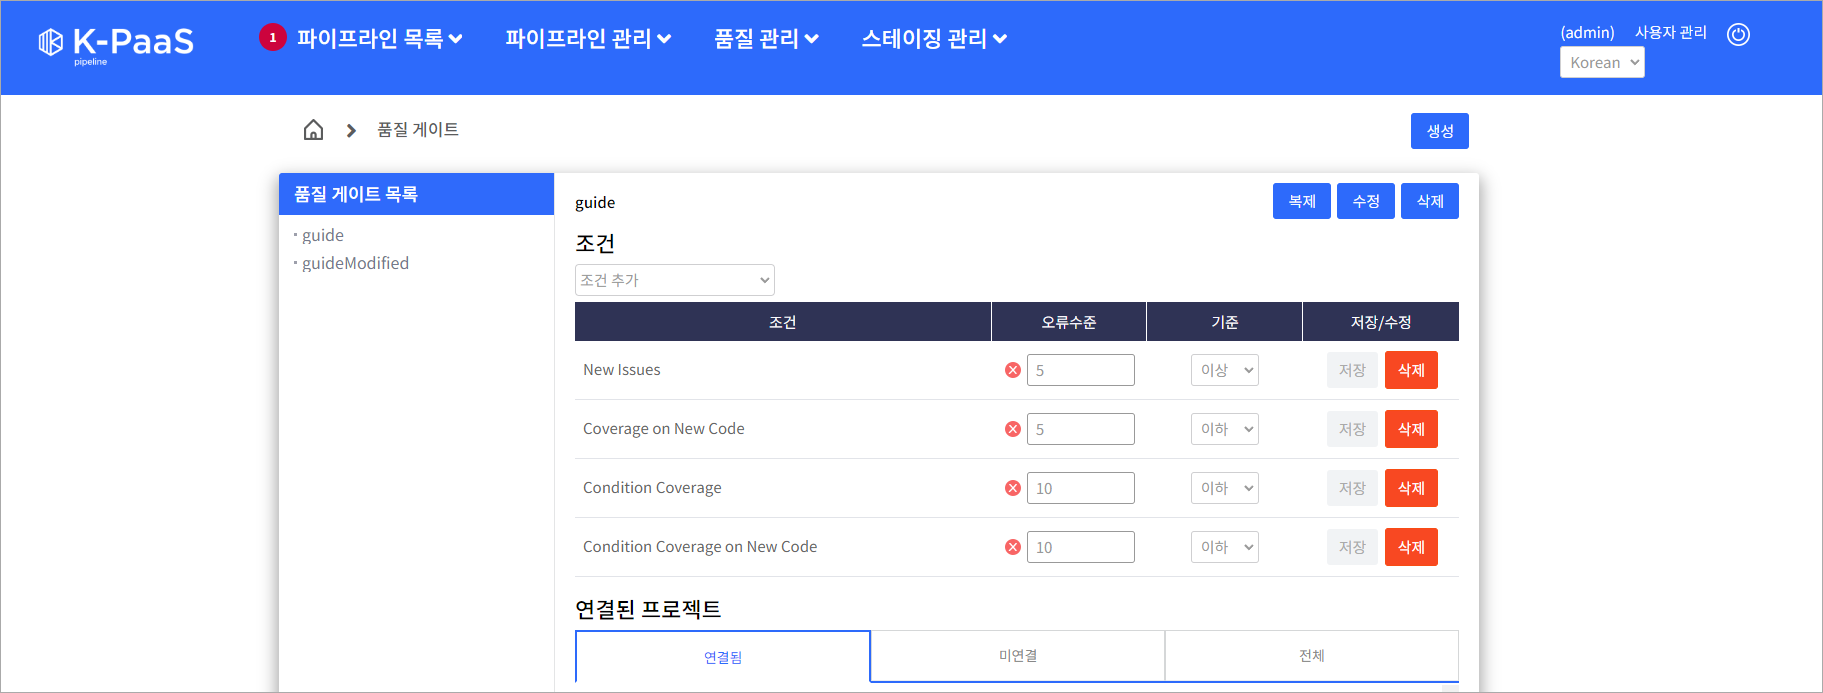 K-PaaS
pipeline
1 파이프라인 목록 파이프라인 관리 품질 관리 스테이징 관리
(admin) 사용자 관리
Korean
품질 게이트
생성
품질 게이트 목록
guide
guideModified
guide
복제 수정 삭제
조건
조건 추가
조건 오류수준 기준 저장/수정
New Issues 5 이상 저장 삭제
Coverage on New Code 5 이하 저장 삭제
Condition Coverage 10 이하 저장 삭제
Condition Coverage on New Code 10 이하 저장 삭제
연결된 프로젝트
연결됨 미연결 전체